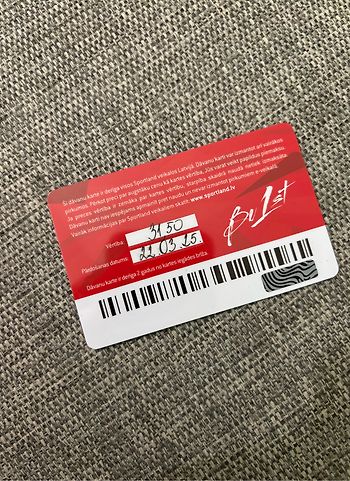 Šī dāvanu karte ir derīga visos Sportland veikalos Latvijā. Dāvanu karti var izmantot arī vairākos
pirkumos. Pērkot preci par augstāku cenu kā kartes vērtība, Jūs varat veikt papildus piemaksu.
Ja preces vērtība ir zemāka par kartes vērtību, starpība skaidrā naudā netiek izmaksāta.
Dāvanu karti nav iespējams apmainīt pret naudu un nevar izmantot pirkumiem e-veikalā.
Vairāk informācijas par Sportland veikaliem skatīt: www.sportland.lv
Vērtība: 31.50
Pārdošanas datums: 22.03.25.
Dāvanu karte ir derīga 2 gadus no kartes iegādes brīža.